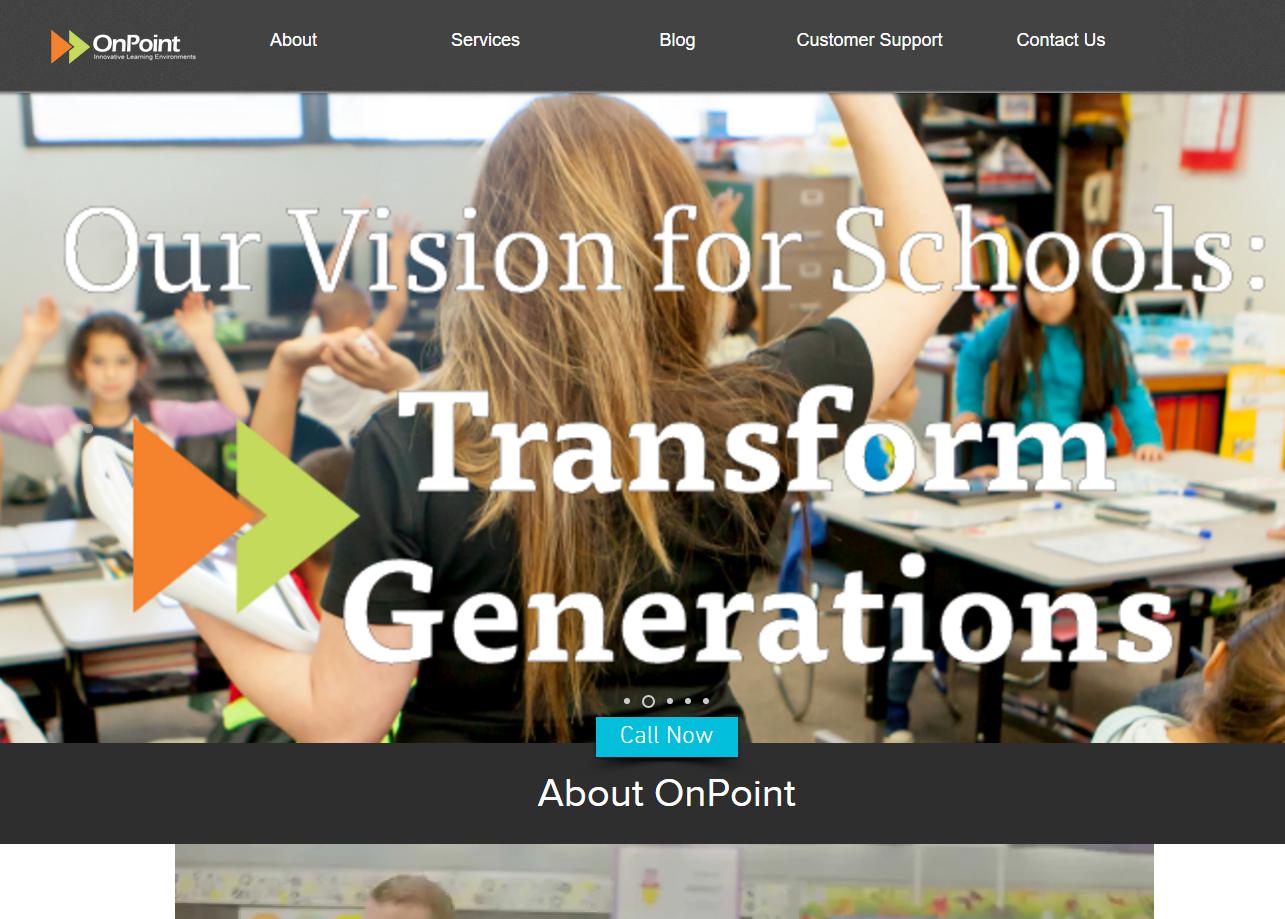 OnPoint
Innovative Learning Environments
About
Services
Blog
Customer Support
Contact Us
Our Vision for Schools:
Transform
Generations
Call Now
About OnPoint